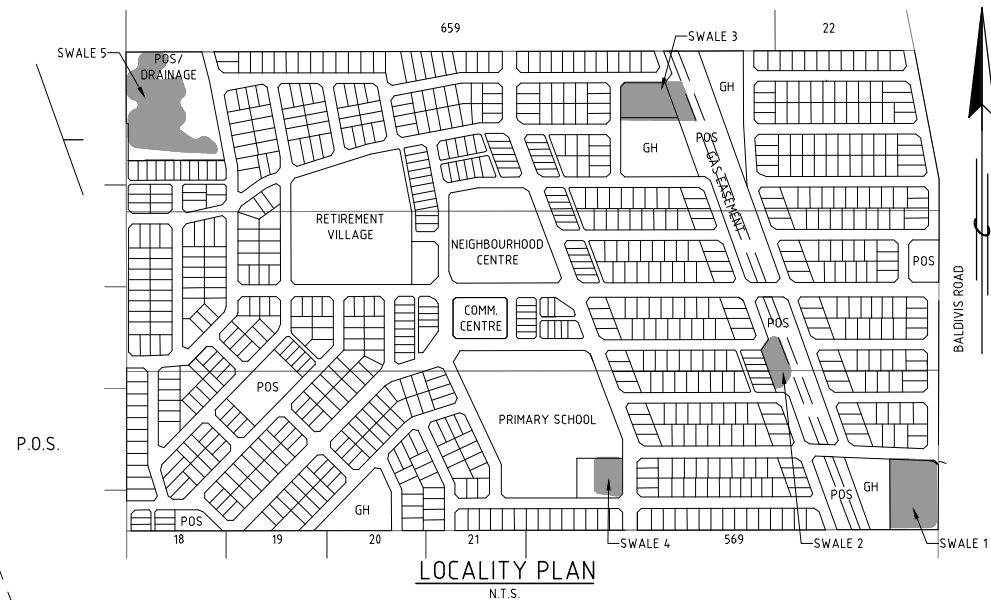 659
22
SWALE 3
SWALE 5
POS/
DRAINAGE
GH
POS
GH
GAS EASEMENT
RETIREMENT
VILLAGE
NEIGHBOURHOOD
CENTRE
POS
BALDIVIS ROAD
COMM.
CENTRE
POS
POS
PRIMARY SCHOOL
P.O.S.
GH
POS
GH
POS
18
19
20
21
SWALE 4
569
SWALE 2
SWALE 1
LOCALITY PLAN
N.T.S.